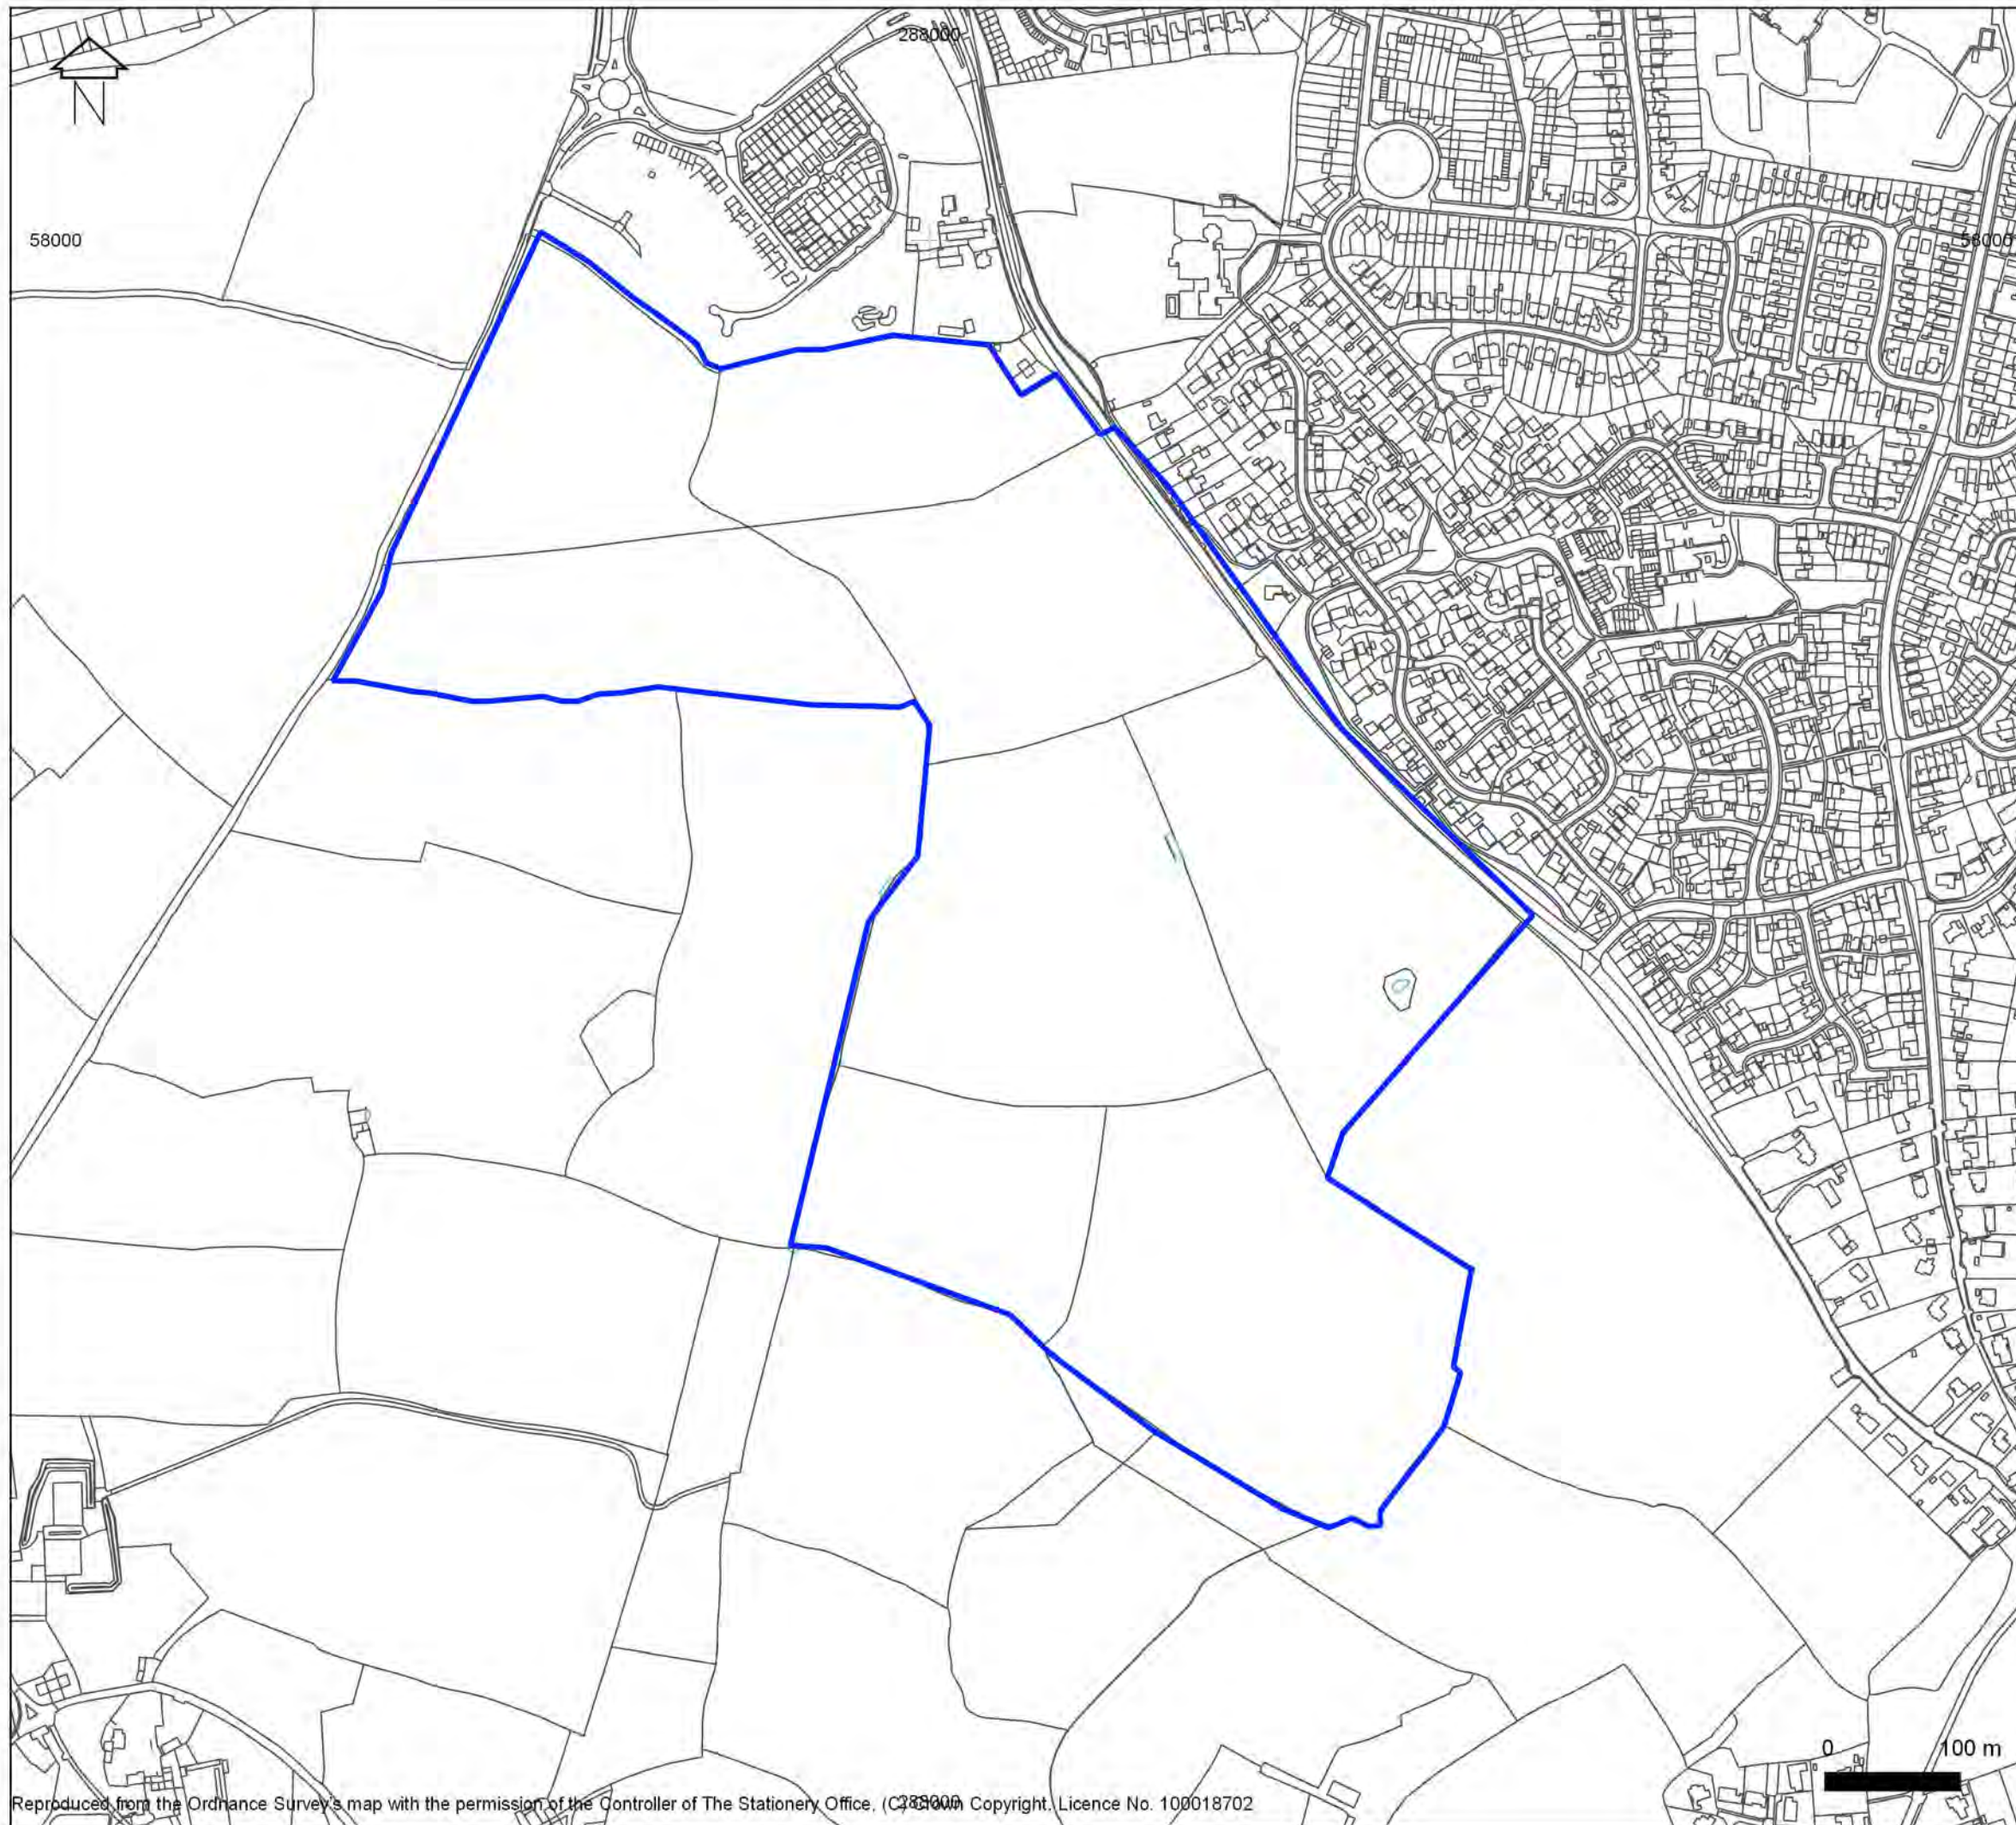 288000
N
58000
58000
0 100 m
Reproduced from the Ordnance Survey's map with the permission of the Controller of The Stationery Office, (C) Crown Copyright. Licence No. 100018702
288000